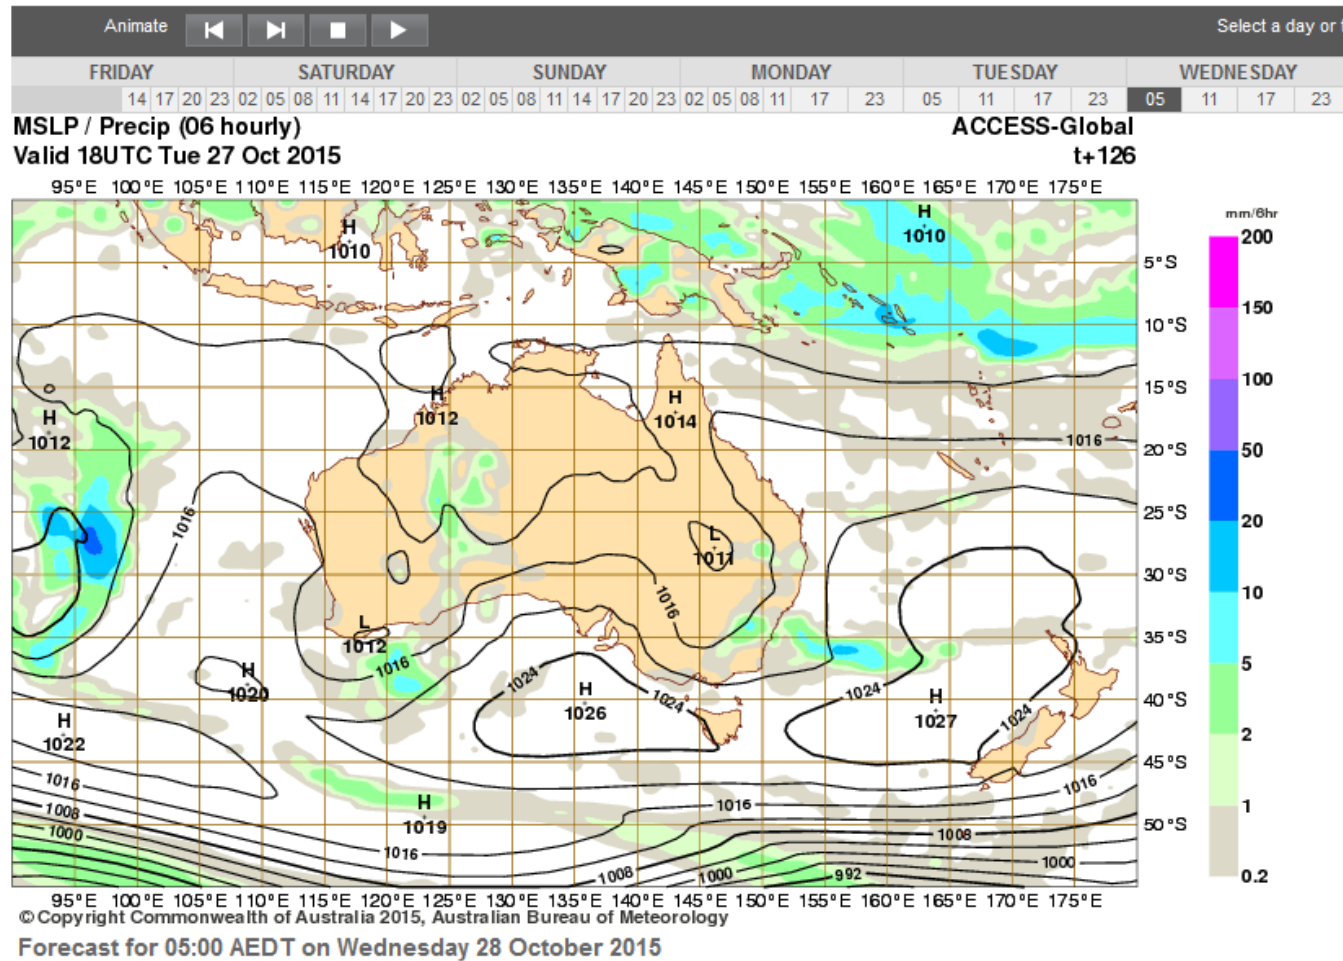 Animate
Select a day or t
FRIDAY SATURDAY SUNDAY MONDAY TUESDAY WEDNESDAY
14 17 20 23 02 05 08 11 14 17 20 23 02 05 08 11 14 17 20 23 02 05 08 11 17 23 05 11 17 23 05 11 17 23
MSLP / Precip (06 hourly) ACCESS-Global
Valid 18UTC Tue 27 Oct 2015 t+126
95°E 100°E 105°E 110°E 115°E 120°E 125°E 130°E 135°E 140°E 145°E 150°E 155°E 160°E 165°E 170°E 175°E
mm/6hr
H
1010
H
1010
200
5°S
150
10°S
100
15°S
H
1012
H
1014
H
1012
1016
50
20°S
1016
25°S
20
L
1011
30°S
10
1016
L
1012
35°S
5
1016
H
1020
1024
H
1026
1024
1024
H
1027
1024
40°S
2
H
1022
45°S
1016
1016
1
H
1019
1016
1008
1000
1008
50°S
1016
1000
1008
1000
992
0.2
95°E 100°E 105°E 110°E 115°E 120°E 125°E 130°E 135°E 140°E 145°E 150°E 155°E 160°E 165°E 170°E 175°E
© Copyright Commonwealth of Australia 2015, Australian Bureau of Meteorology
Forecast for 05:00 AEDT on Wednesday 28 October 2015